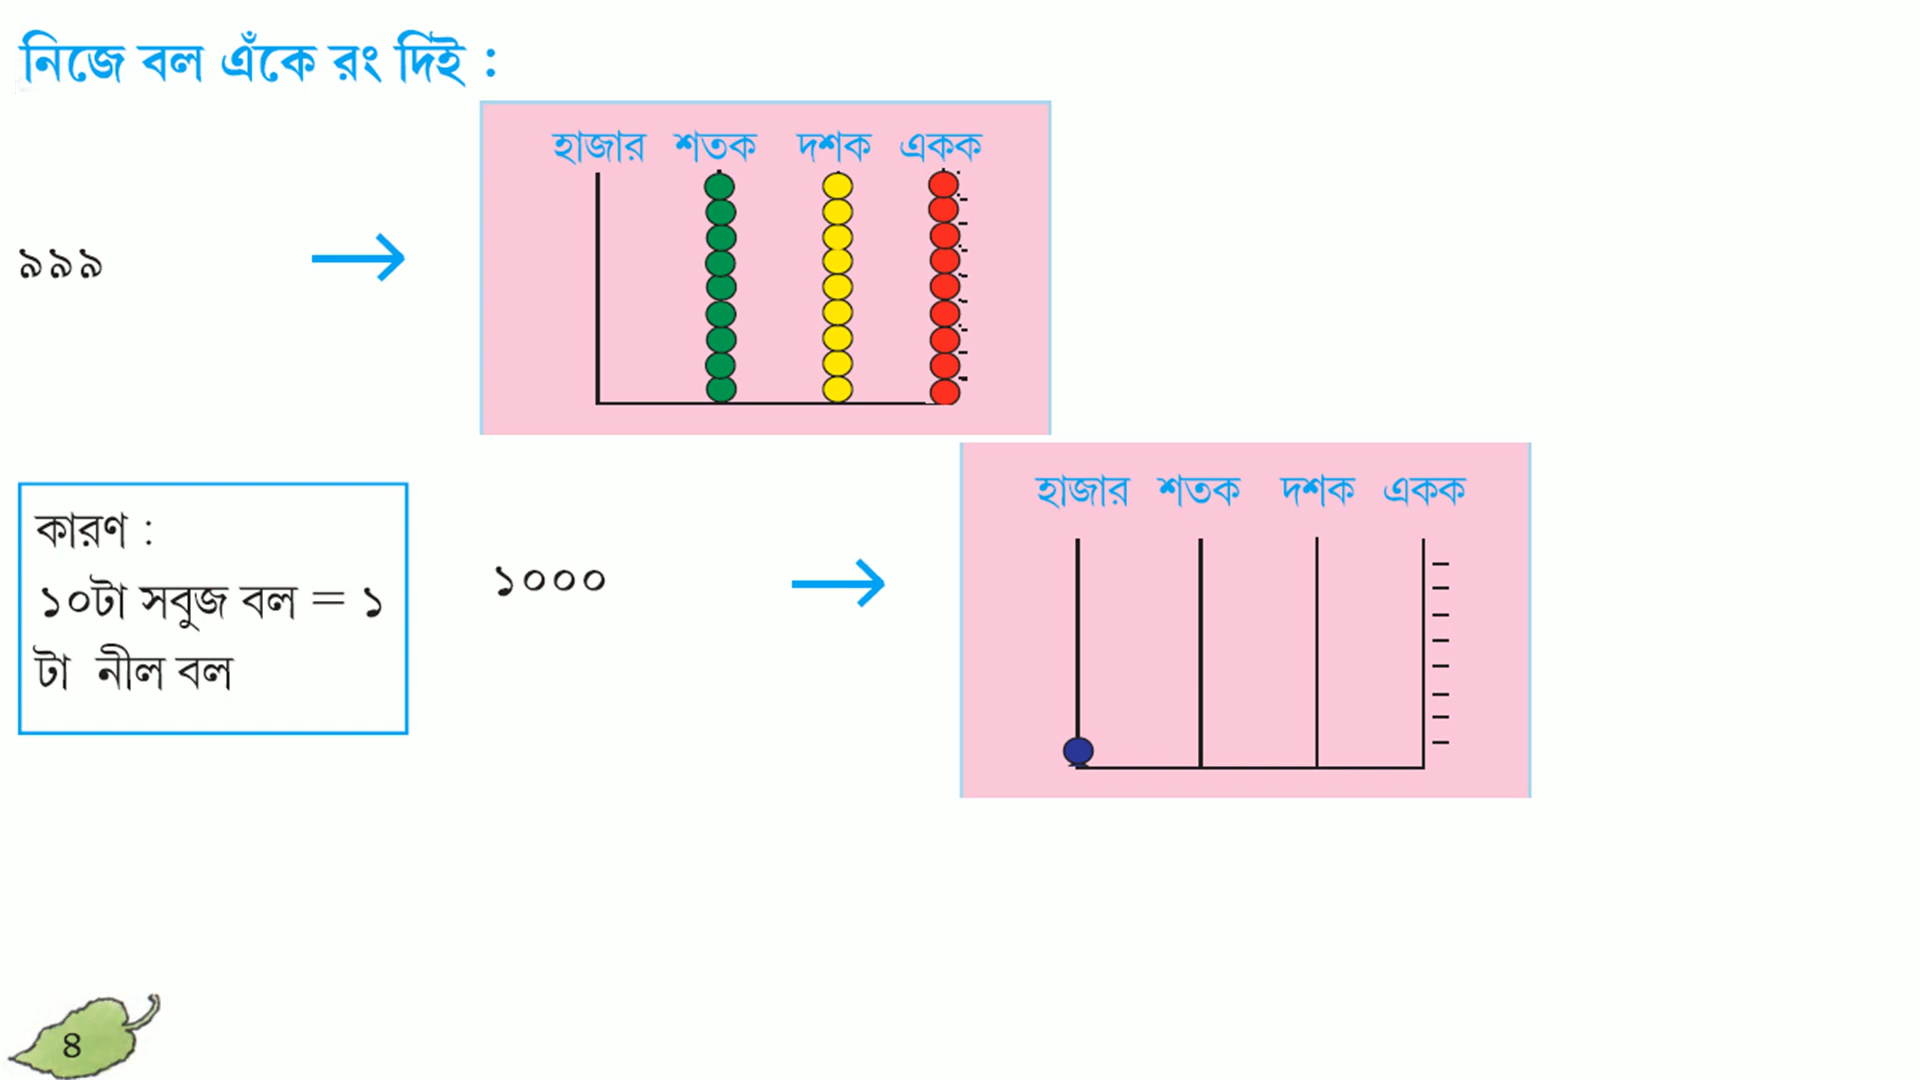 নিজে বল এঁকে রং দিই :
হাজার শতক দশক একক
৯৯৯
হাজার শতক দশক একক
কারণ :
১০টা সবুজ বল = ১
টা নীল বল
১০০০
৪